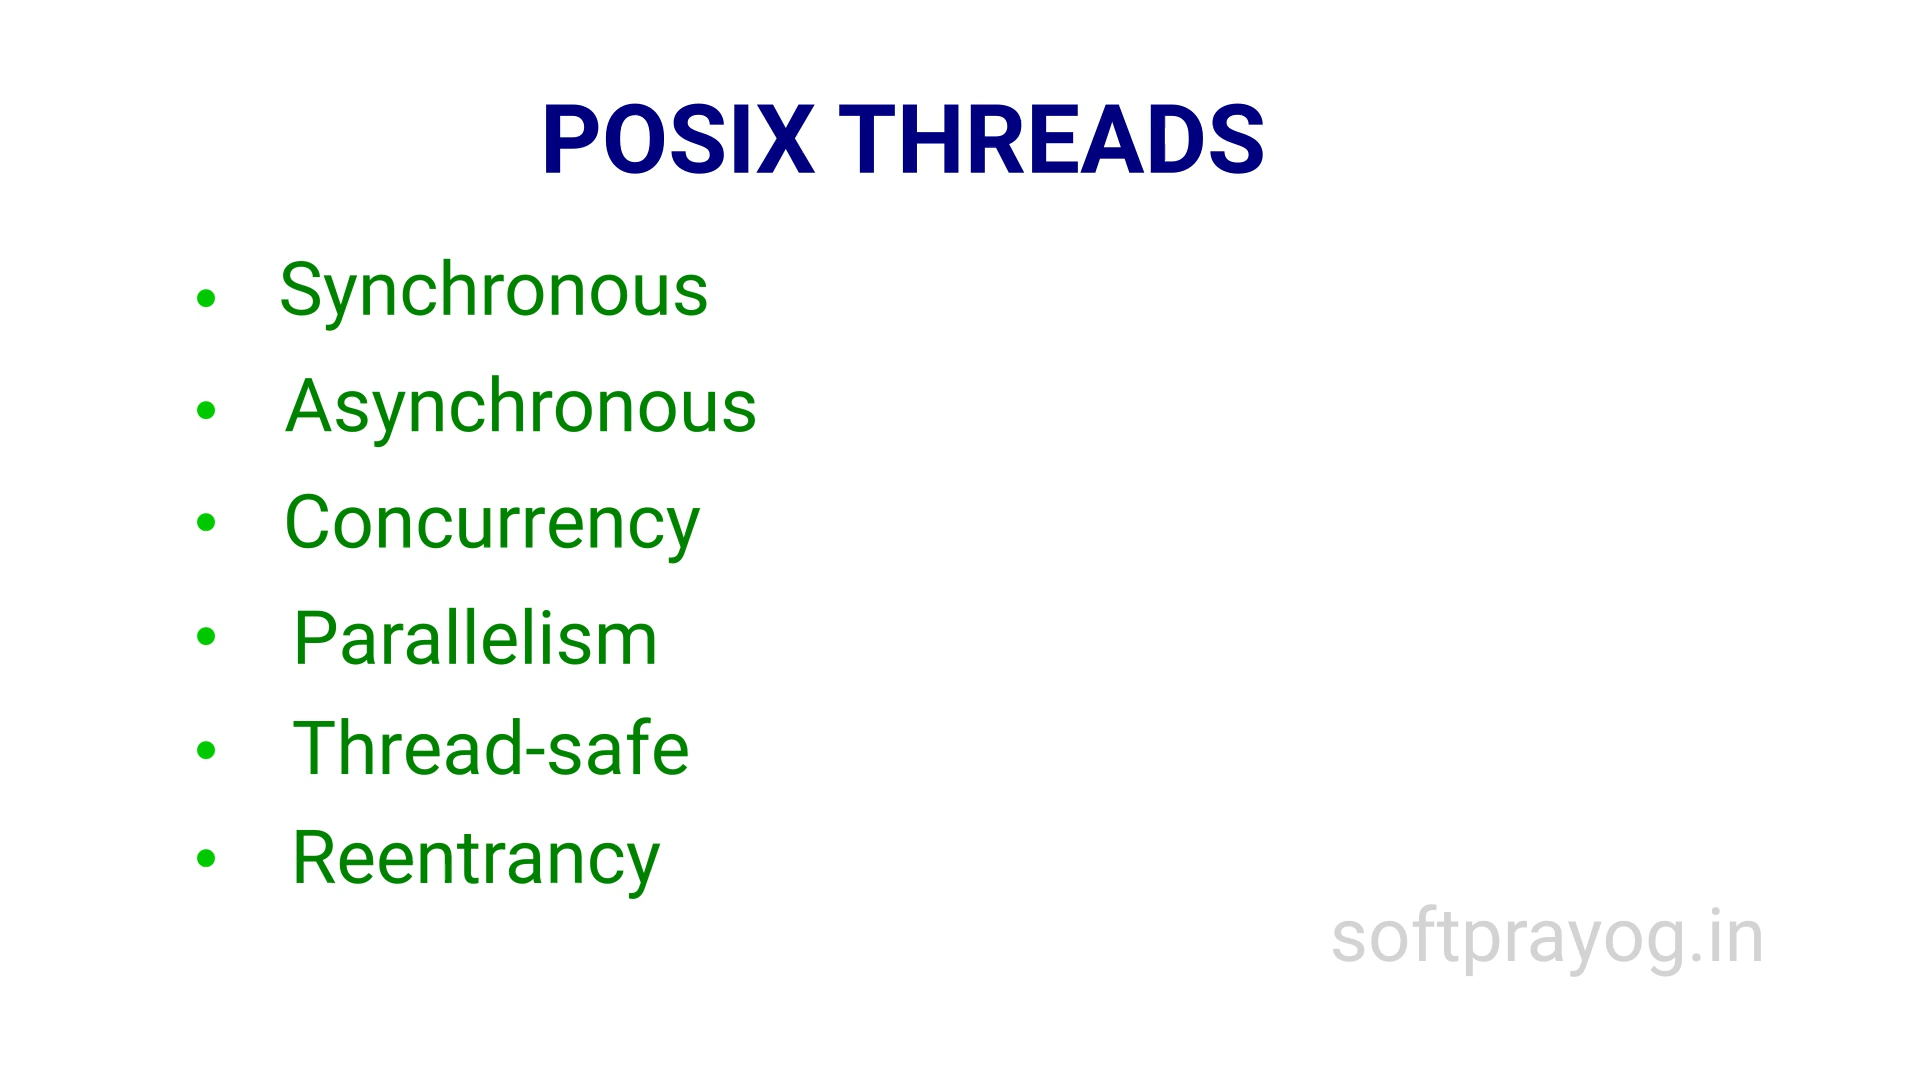 POSIX THREADS
• Synchronous
• Asynchronous
• Concurrency
• Parallelism
• Thread-safe
• Reentrancy
softprayog.in